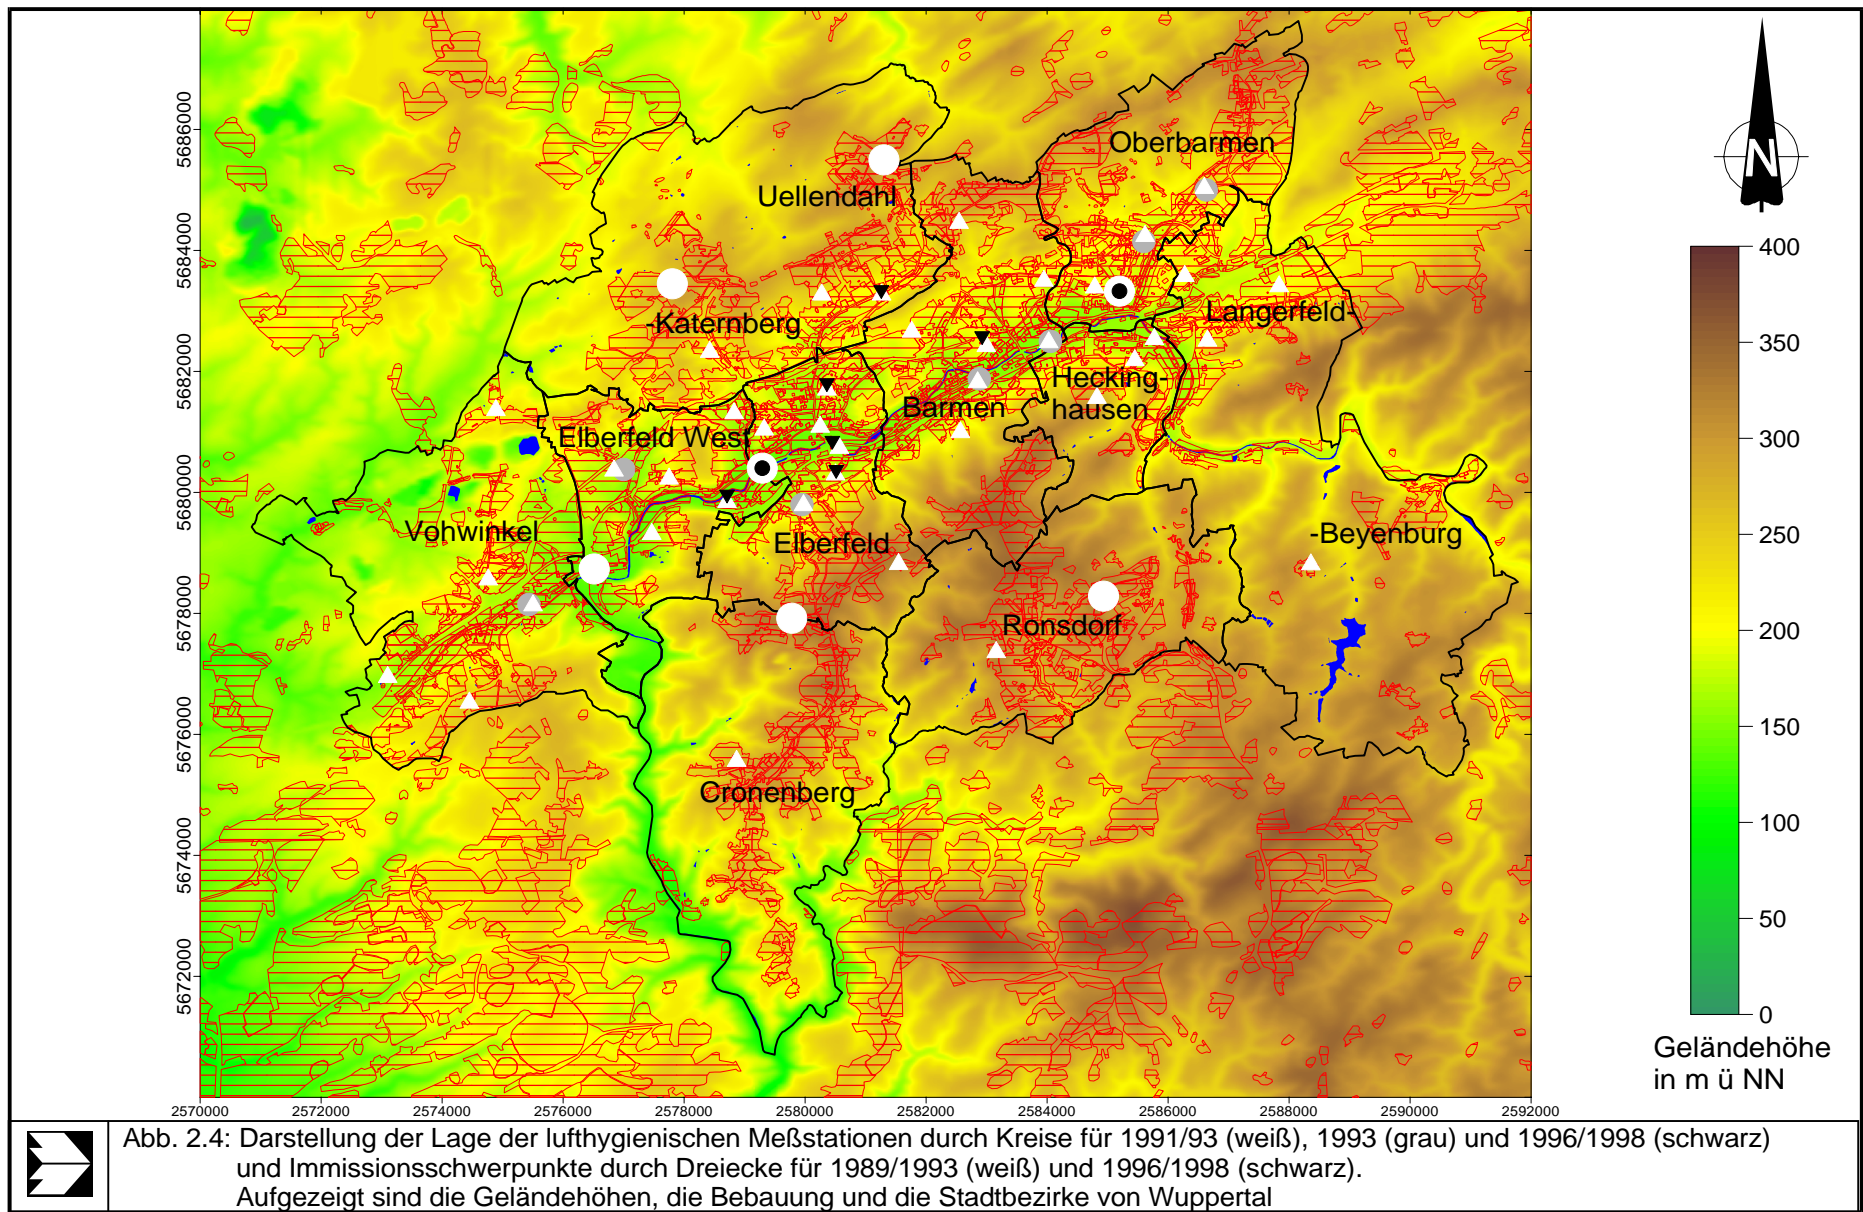 5686000
5684000
5682000
5680000
5678000
5676000
5674000
5672000
2570000
2572000
2574000
2576000
2578000
2580000
2582000
2584000
2586000
2588000
2590000
2592000
Oberbarmen
Uellendahl
-Katernberg
Langerfeld-
Hecking-
hausen
Barmen
Elberfeld West
Vohwinkel
Elberfeld
-Beyenburg
Ronsdorf
Cronenberg
N
400
350
300
250
200
150
100
50
0
Geländehöhe
in m ü NN
Abb. 2.4: Darstellung der Lage der lufthygienischen Meßstationen durch Kreise für 1991/93 (weiß), 1993 (grau) und 1996/1998 (schwarz)
und Immissionsschwerpunkte durch Dreiecke für 1989/1993 (weiß) und 1996/1998 (schwarz).
Aufgezeigt sind die Geländehöhen, die Bebauung und die Stadtbezirke von Wuppertal